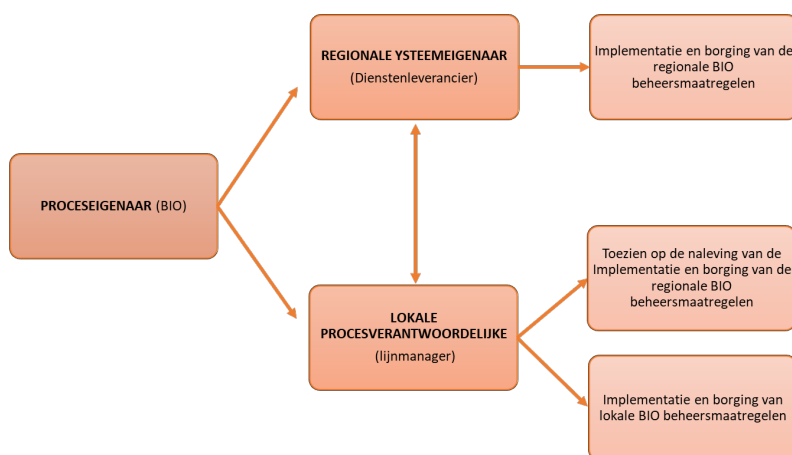 REGIONALE YSTEEMEIGENAAR
(Dienstenleverancier)
Implementatie en borging van de
regionale BIO
beheersmaatregelen
PROCESEIGENAAR (BIO)
LOKALE
PROCESVERANTWOORDELIJKE
(lijnmanager)
Toezien op de naleving van de
Implementatie en borging van de
regionale BIO
beheersmaatregelen
Implementatie en borging van
lokale BIO beheersmaatregelen